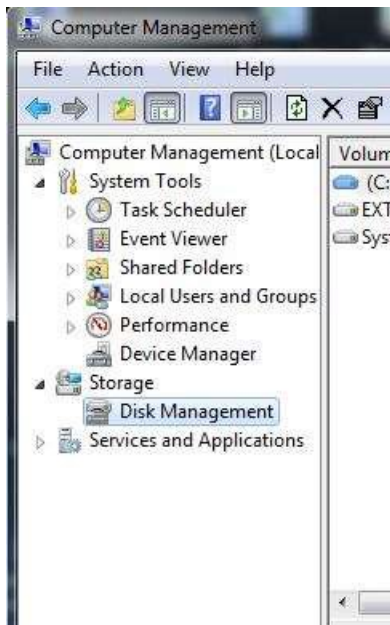 Computer Management
File Action View Help
Computer Management (Local
System Tools
Task Scheduler
Event Viewer
Shared Folders
Local Users and Groups
Performance
Device Manager
Storage
Disk Management
Services and Applications
Volum
(C:
EXT
Sys